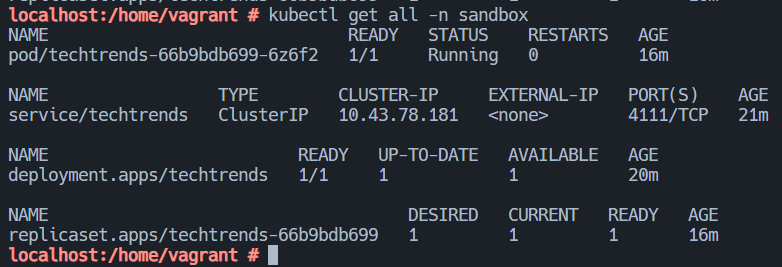 localhost:/home/vagrant # kubectl get all -n sandbox
NAME READY STATUS RESTARTS AGE
pod/techtrends-66b9bdb699-6z6f2 1/1 Running 0 16m
NAME TYPE CLUSTER-IP EXTERNAL-IP PORT(S) AGE
service/techtrends ClusterIP 10.43.78.181 <none> 4111/TCP 21m
NAME READY UP-TO-DATE AVAILABLE AGE
deployment.apps/techtrends 1/1 1 1 20m
NAME DESIRED CURRENT READY AGE
replicaset.apps/techtrends-66b9bdb699 1 1 1 16m
localhost:/home/vagrant #